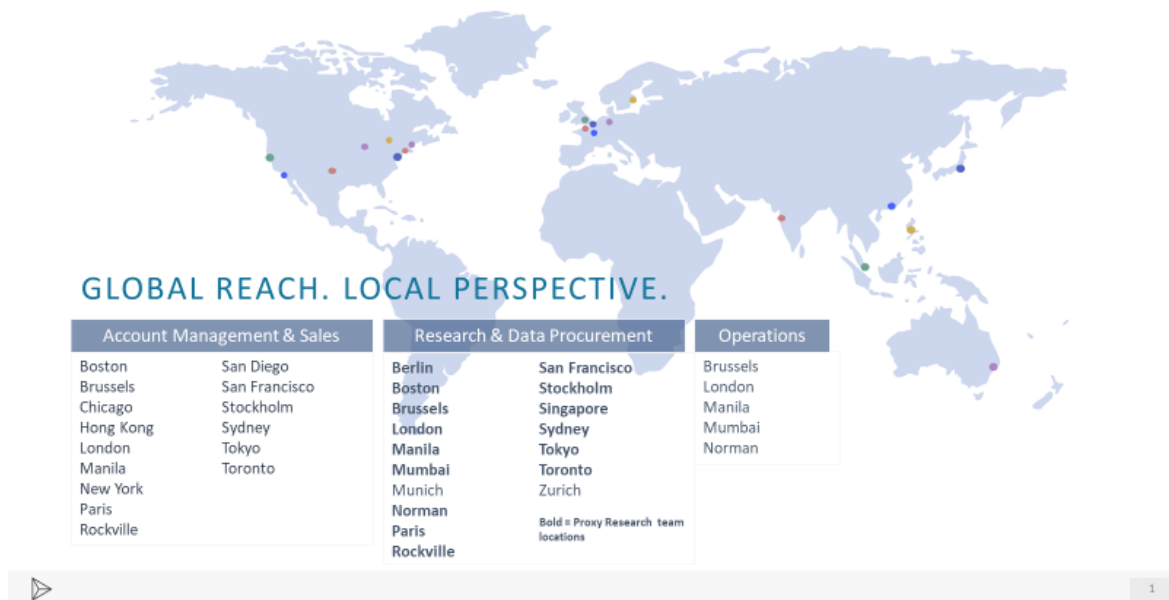 GLOBAL REACH. LOCAL PERSPECTIVE.
Account Management & Sales
Boston
Brussels
Chicago
Hong Kong
London
Manila
New York
Paris
Rockville
San Diego
San Francisco
Stockholm
Sydney
Tokyo
Toronto
Research & Data Procurement
Berlin
Boston
Brussels
London
Manila
Mumbai
Munich
Norman
Paris
Rockville
San Francisco
Stockholm
Singapore
Sydney
Tokyo
Toronto
Zurich
Bold = Proxy Research team
locations
Operations
Brussels
London
Manila
Mumbai
Norman
1